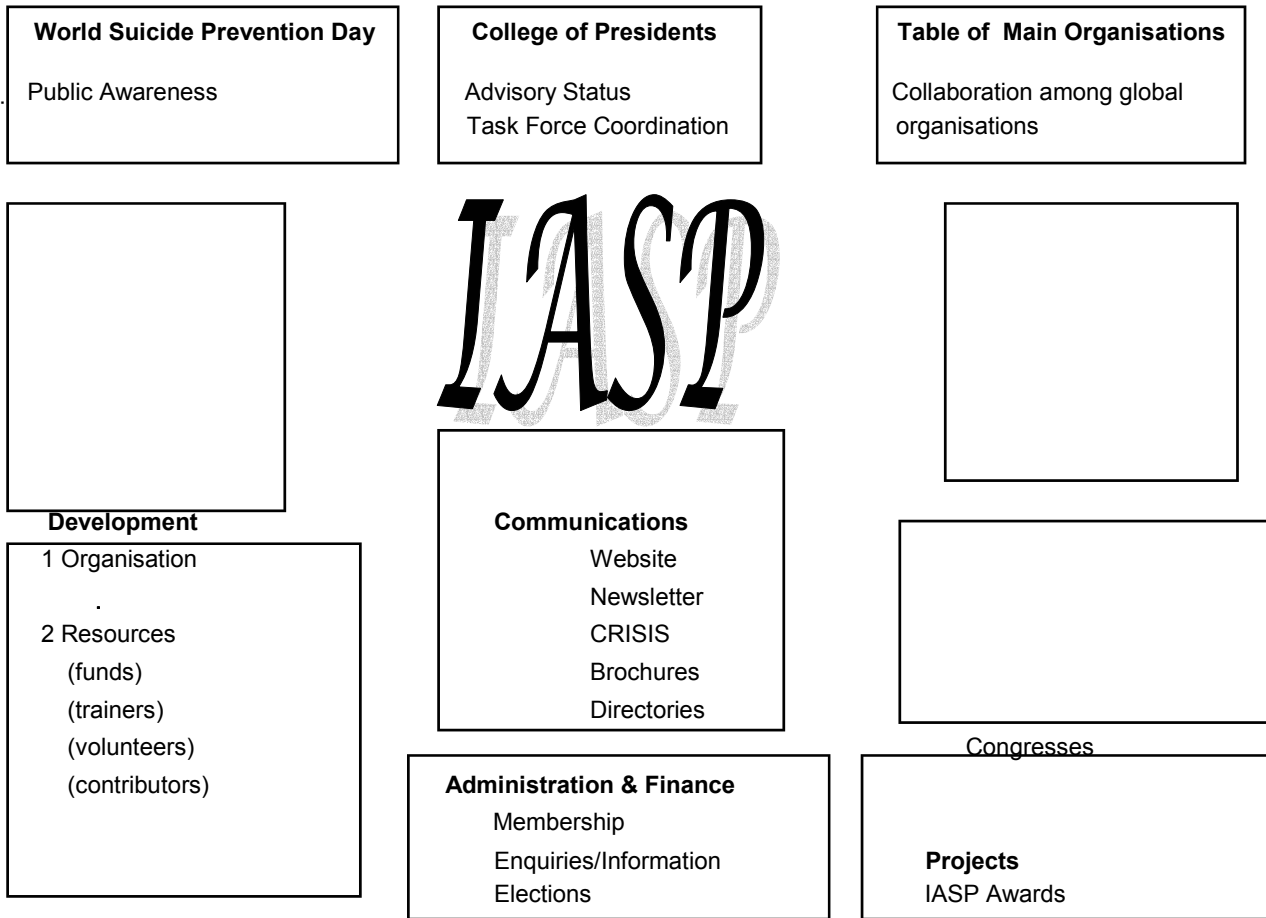 World Suicide Prevention Day
. Public Awareness
College of Presidents
Advisory Status
Task Force Coordination
Table of Main Organisations
Collaboration among global
organisations
IASP
Development
1 Organisation
.
2 Resources
(funds)
(trainers)
(volunteers)
(contributors)
Communications
Website
Newsletter
CRISIS
Brochures
Directories
Administration & Finance
Membership
Enquiries/Information
Elections
Congresses
Projects
IASP Awards